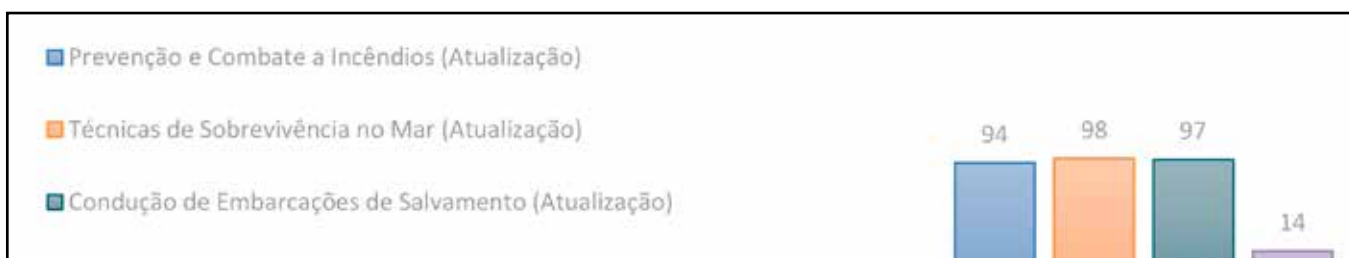 Prevenção e Combate a Incêndios (Atualização)
Técnicas de Sobrevivência no Mar (Atualização)
Condução de Embarcações de Salvamento (Atualização)
94
98
97
14